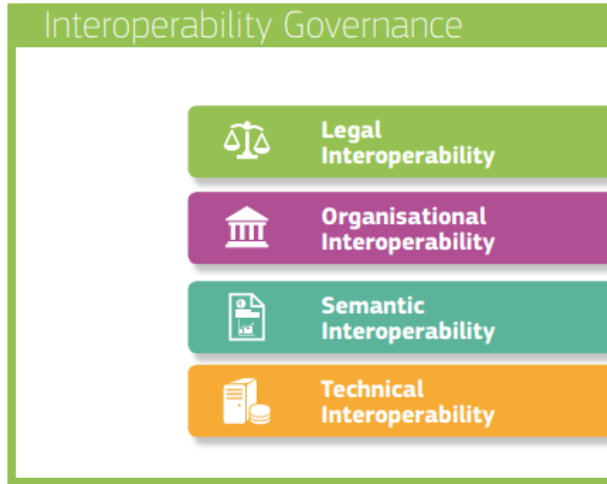 Interoperability Governance
Legal
Interoperability
Organisational
Interoperability
Semantic
Interoperability
Technical
Interoperability